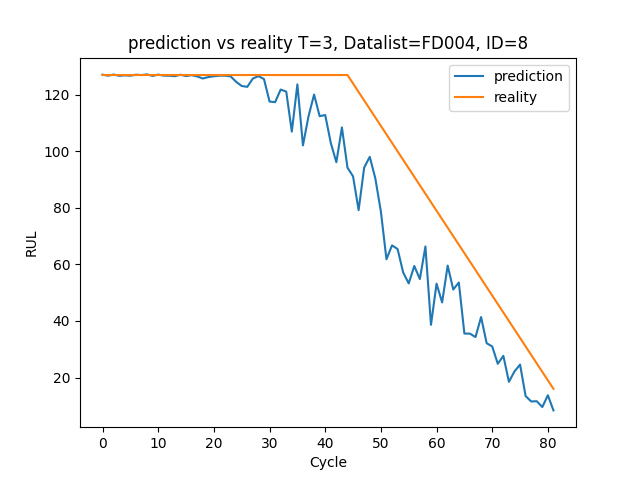 prediction vs reality T=3, Datalist=FD004, ID=8
prediction
reality
120
100
80
60
40
20
RUL
0 10 20 30 40 50 60 70 80
Cycle